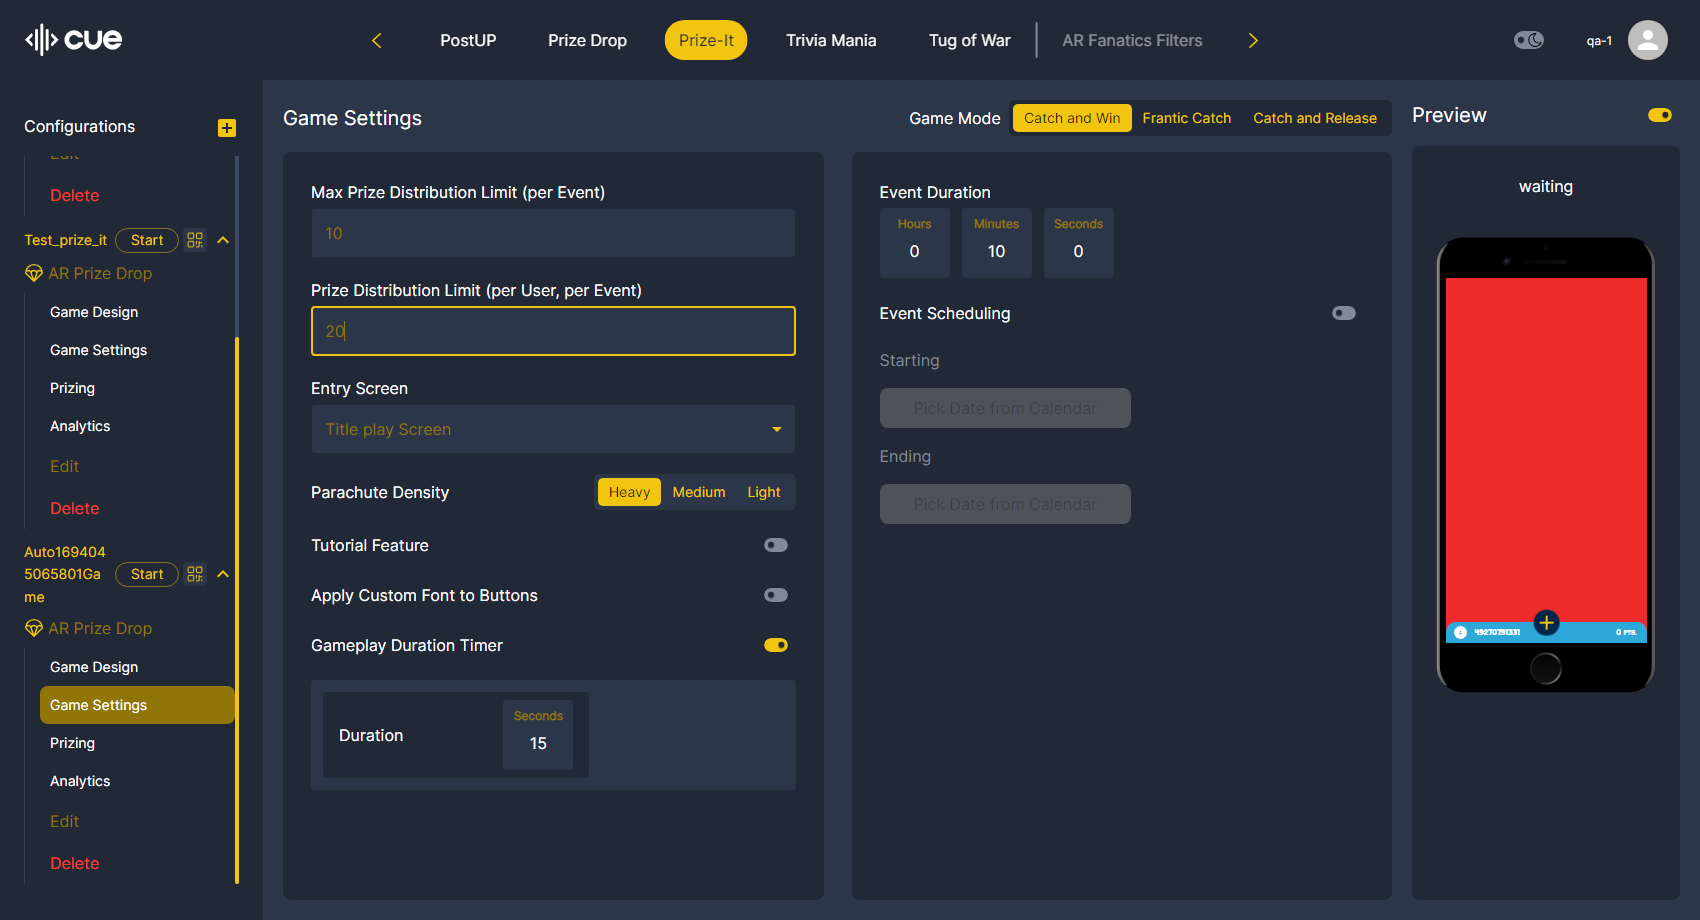 cue
PostUP
Prize Drop
Prize-It
Trivia Mania
Tug of War
AR Fanatics Filters
qa-1
Configurations
Edit
Delete
Test_prize_it
Start
AR Prize Drop
Game Design
Game Settings
Prizing
Analytics
Edit
Delete
Auto169404
5065801Ga
me
Start
AR Prize Drop
Game Design
Game Settings
Prizing
Analytics
Edit
Delete
Game Settings
Game Mode
Catch and Win
Frantic Catch
Catch and Release
Max Prize Distribution Limit (per Event)
10
Prize Distribution Limit (per User, per Event)
20
Entry Screen
Title play Screen
Parachute Density
Heavy
Medium
Light
Tutorial Feature
Apply Custom Font to Buttons
Gameplay Duration Timer
Duration
Seconds
15
Event Duration
Hours
0
Minutes
10
Seconds
0
Event Scheduling
Starting
Pick Date from Calendar
Ending
Pick Date from Calendar
Preview
waiting
49270791331
0 PTS.